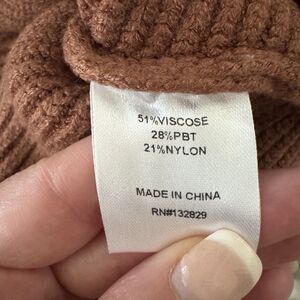 51%VISCOSE
28%PBT
21%NYLON
MADE IN CHINA
RN#132829